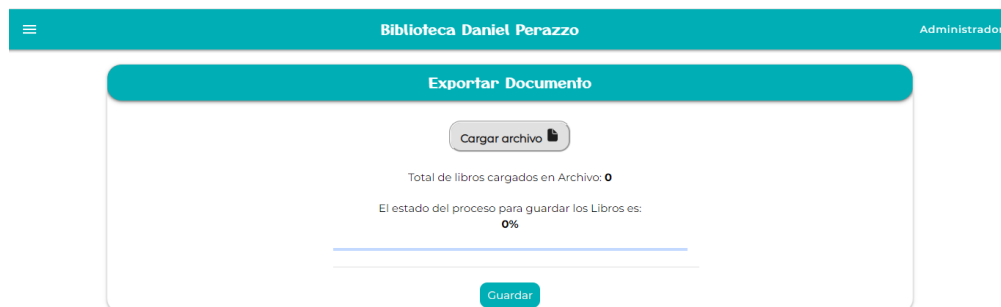 Biblioteca Daniel Perazzo
Administrador
Exportar Documento
Cargar archivo
Total de libros cargados en Archivo: 0
El estado del proceso para guardar los Libros es:
0%
Guardar